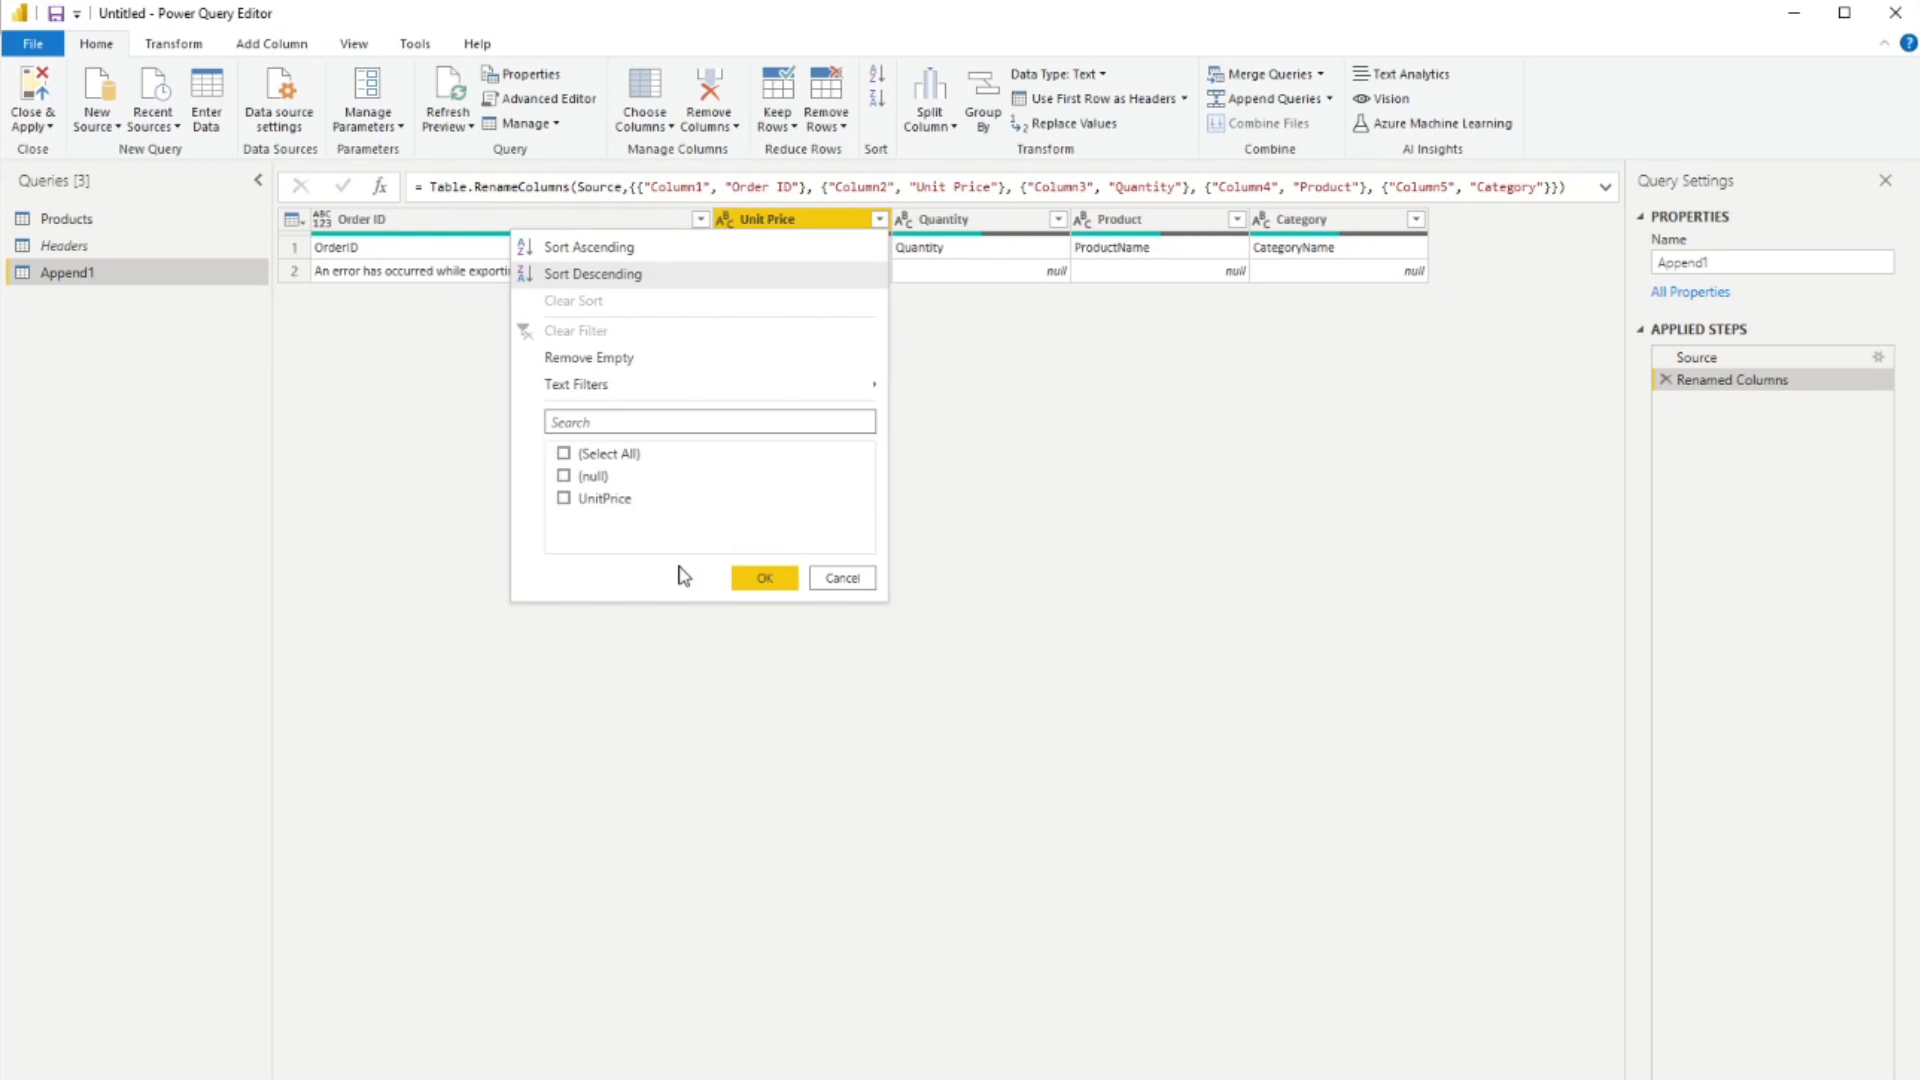 Untitled - Power Query Editor
File Home Transform Add Column View Tools Help
Close & Apply
New Source
Recent Sources
Enter Data
Data source settings
Manage Parameters
Refresh Preview
Properties
Advanced Editor
Manage
Choose Columns
Remove Columns
Keep Rows
Remove Rows
Split Column
Group By
Data Type: Text
Use First Row as Headers
Replace Values
Merge Queries
Append Queries
Combine Files
Text Analytics
Vision
Azure Machine Learning
Close New Query Data Sources Parameters Query Manage Columns Reduce Rows Sort Transform Combine AI Insights
Queries [3]
Products
Headers
Append1
fx = Table.RenameColumns(Source,{{"Column1", "Order ID"}, {"Column2", "Unit Price"}, {"Column3", "Quantity"}, {"Column4", "Product"}, {"Column5", "Category"}})
ABC 123 Order ID ABC Unit Price ABC Quantity ABC Product ABC Category
1 OrderID Quantity ProductName CategoryName
2 An error has occurred while exporti null null null
Sort Ascending
Sort Descending
Clear Sort
Clear Filter
Remove Empty
Text Filters
Search
(Select All)
(null)
UnitPrice
OK Cancel
Query Settings
PROPERTIES
Name
Append1
All Properties
APPLIED STEPS
Source
Renamed Columns